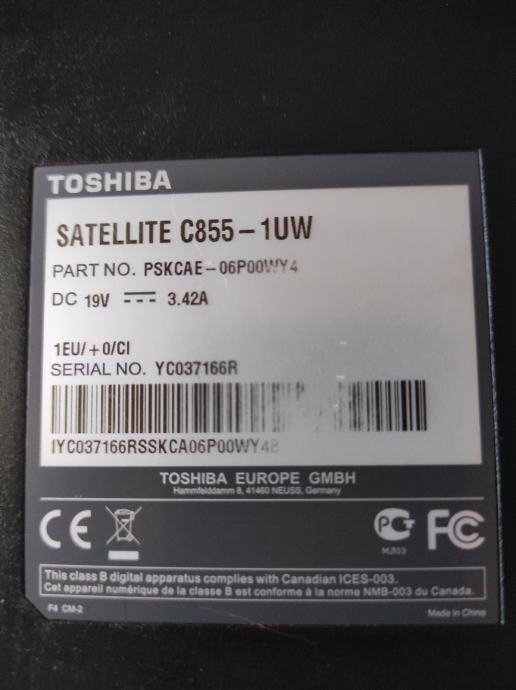 TOSHIBA
SATELLITE C855-1UW
PART NO. PSKCAE-06P00WY4
DC 19V 3.42A
1EU/+0/CI
SERIAL NO. YC037166R
IYC037166RSSKCA06P00WY4B
TOSHIBA EUROPE GMBH
Hammfelddamm 8, 41460 NEUSS, Germany
CE PCT FC
MJ103
This class B digital apparatus complies with Canadian ICES-003.
Cet appareil numérique de la classe B est conforme à la norme NMB-003 du Canada.
F4 CM-2 Made in China